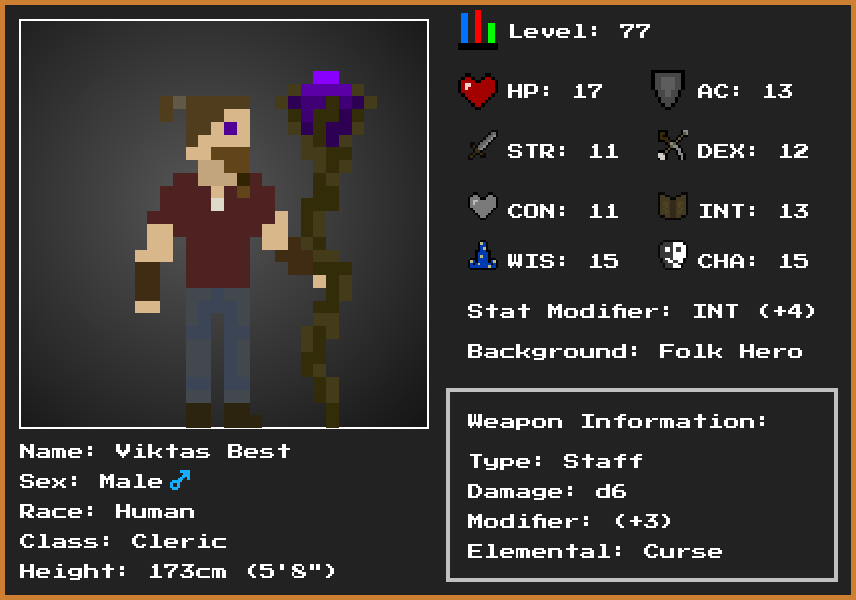 Level: 77
HP: 17
AC: 13
STR: 11
DEX: 12
CON: 11
INT: 13
WIS: 15
CHA: 15
Stat Modifier: INT (+4)
Background: Folk Hero
Weapon Information:
Type: Staff
Damage: d6
Modifier: (+3)
Elemental: Curse
Name: Viktas Best
Sex: Male ♂
Race: Human
Class: Cleric
Height: 173cm (5'8")